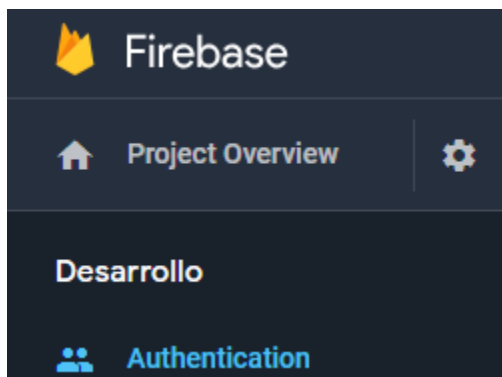 Firebase
Project Overview
Desarrollo
Authentication